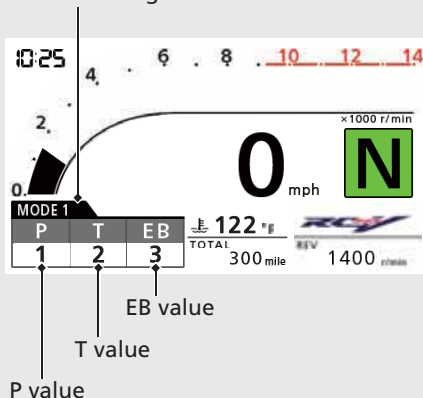 10:25
0. 2. 4. 6 . 8 . 10 12 14
×1000 r/min
0 mph
N
MODE 1
P T EB
1 2 3
122 °F
TOTAL
300 mile
RC V
REV
1400 r/min
EB value
T value
P value